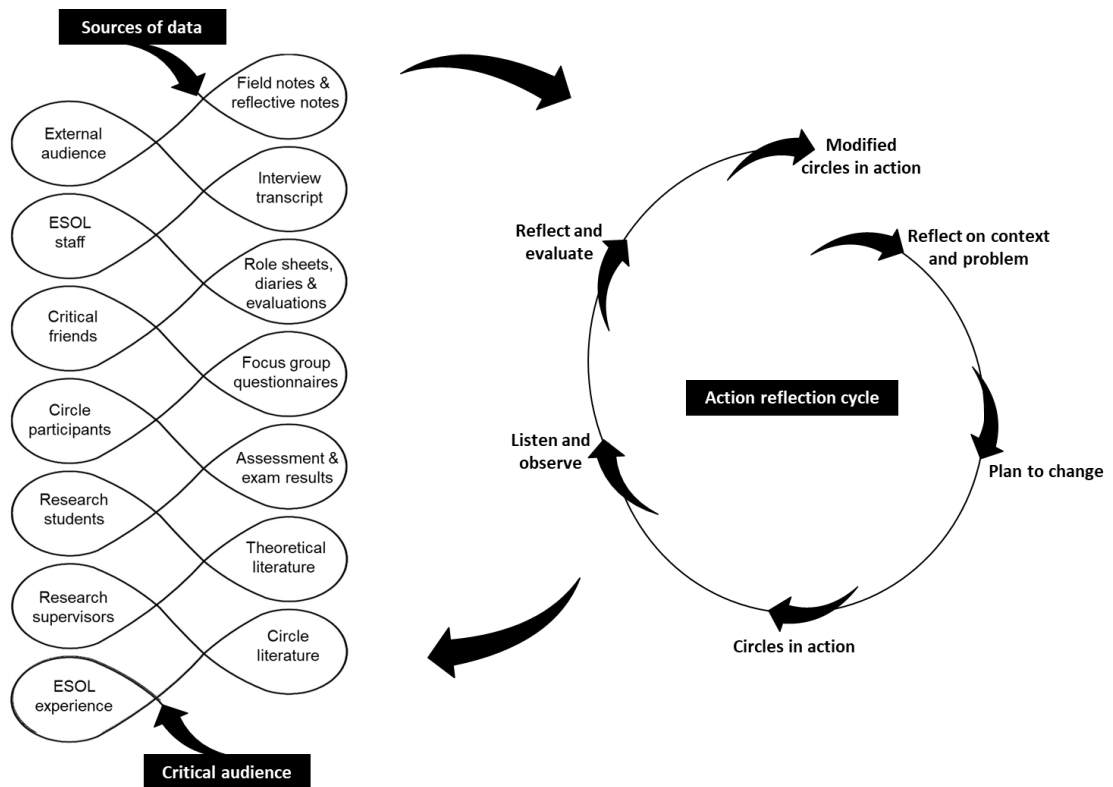 Sources of data
Field notes &
reflective notes
External
audience
Interview
transcript
ESOL
staff
Role sheets,
diaries &
evaluations
Critical
friends
Focus group
questionnaires
Circle
participants
Assessment &
exam results
Research
students
Theoretical
literature
Research
supervisors
Circle
literature
ESOL
experience
Critical audience
Modified
circles in action
Reflect on context
and problem
Reflect and
evaluate
Action reflection cycle
Listen and
observe
Plan to change
Circles in action